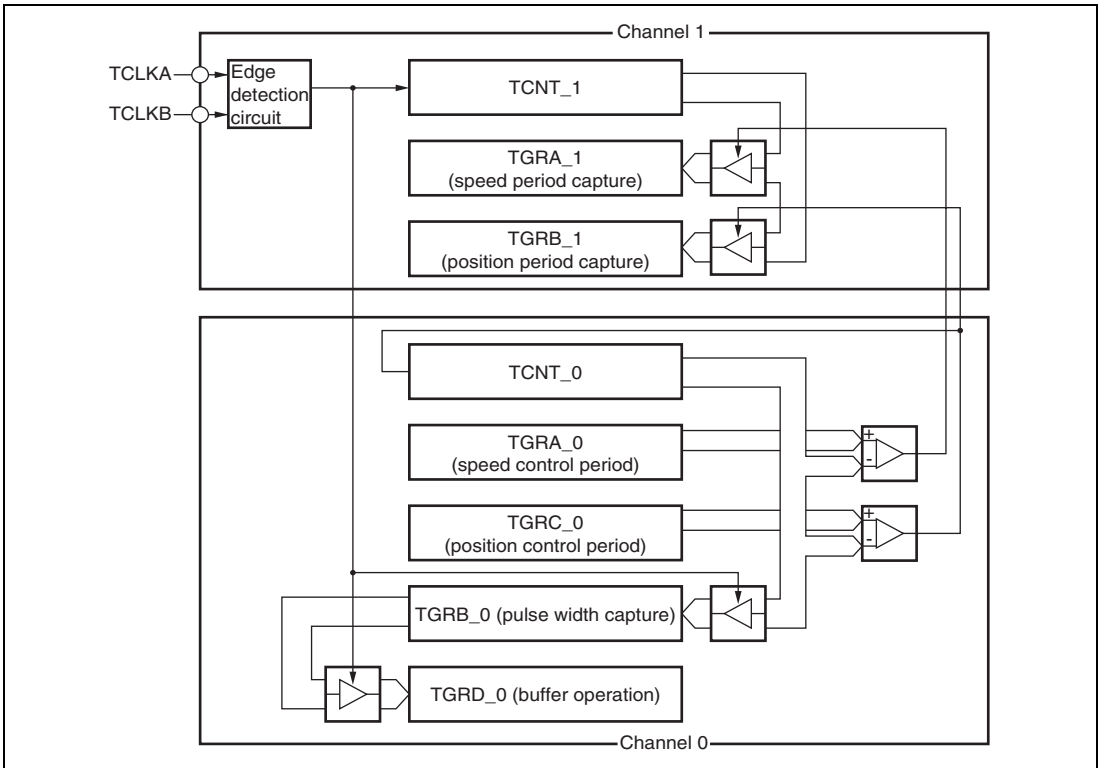 Channel 1
TCLKA
TCLKB
Edge
detection
circuit
TCNT_1
TGRA_1
(speed period capture)
TGRB_1
(position period capture)
TCNT_0
TGRA_0
(speed control period)
+
-
TGRC_0
(position control period)
+
-
TGRB_0 (pulse width capture)
TGRD_0 (buffer operation)
Channel 0